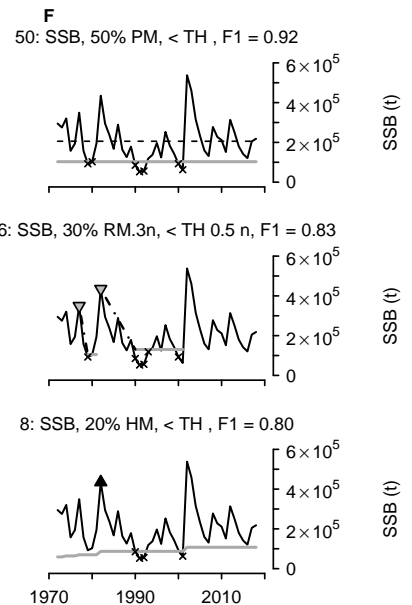 F
50: SSB, 50% PM, < TH , F1 = 0.92
6×10⁵
4×10⁵
2×10⁵
0
SSB (t)
6: SSB, 30% RM.3n, < TH 0.5 n, F1 = 0.83
6×10⁵
4×10⁵
2×10⁵
0
SSB (t)
8: SSB, 20% HM, < TH , F1 = 0.80
6×10⁵
4×10⁵
2×10⁵
0
SSB (t)
1970 1990 2010